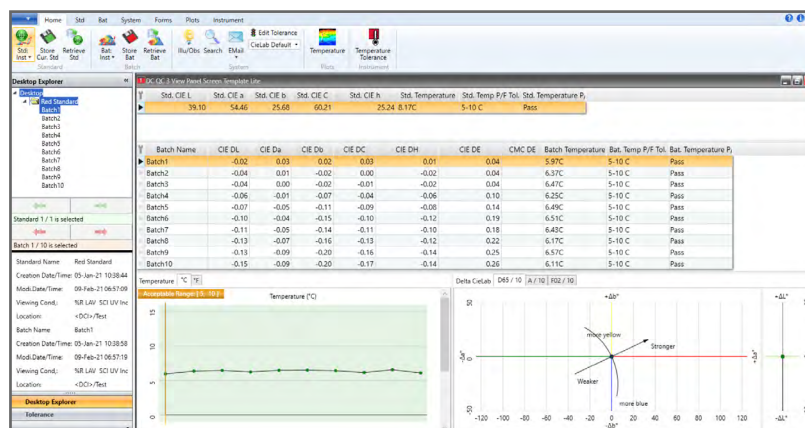 Home Std Bat System Forms Plots Instrument
Std: Inst Store Cur. Std Retrieve Std Bat: Inst Store Bat Retrieve Bat Illu/Obs Search EMail Edit Tolerance CieLab Default Temperature Temperature Tolerance
Standard Batch System Plots Instrument
Desktop Explorer
DC QC 3 View Panel Screen Template Lite
Desktop
Red Standard
Batch1
Batch2
Batch3
Batch4
Batch5
Batch6
Batch7
Batch8
Batch9
Batch10
Standard 1 / 1 is selected
Batch 1 / 10 is selected
Standard Name Red Standard
Creation Date/Time: 05-Jan-21 10:38:44
Modi.Date/Time: 09-Feb-21 06:57:09
Viewing Cond.: %R LAV SCI UV Inc
Location: <DCI>/Test
Batch Name Batch1
Creation Date/Time: 05-Jan-21 10:38:58
Modi.Date/Time: 09-Feb-21 06:57:19
Viewing Cond.: %R LAV SCI UV Inc
Location: <DCI>/Test
Desktop Explorer
Tolerance
Std. CIE L Std. CIE a Std. CIE b Std. CIE C Std. CIE h Std. Temperature Std. Temp P/F Tol. Std. Temperature P/
39.10 54.46 25.68 60.21 25.24 8.17C 5-10 C Pass
Batch Name CIE DL CIE Da CIE Db CIE DC CIE DH CIE DE CMC DE Batch Temperature Bat. Temp P/F Tol. Bat. Temperature P/
Batch1 -0.02 0.03 0.02 0.03 0.01 0.04 5.97C 5-10 C Pass
Batch2 -0.04 0.01 -0.02 0.00 -0.02 0.04 6.37C 5-10 C Pass
Batch3 -0.04 0.00 -0.02 -0.01 -0.02 0.04 6.47C 5-10 C Pass
Batch4 -0.06 -0.01 -0.07 -0.04 -0.06 0.10 6.25C 5-10 C Pass
Batch5 -0.07 -0.05 -0.11 -0.09 -0.08 0.14 6.49C 5-10 C Pass
Batch6 -0.10 -0.04 -0.15 -0.10 -0.12 0.19 6.51C 5-10 C Pass
Batch7 -0.11 -0.05 -0.14 -0.11 -0.10 0.18 6.43C 5-10 C Pass
Batch8 -0.13 -0.07 -0.16 -0.13 -0.12 0.22 6.17C 5-10 C Pass
Batch9 -0.13 -0.09 -0.20 -0.16 -0.14 0.25 6.57C 5-10 C Pass
Batch10 -0.15 -0.09 -0.20 -0.17 -0.14 0.26 6.11C 5-10 C Pass
Temperature °C °F
Acceptable Range: [ 5, 10 ]
Temperature (°C)
15
10
5
0
Delta CieLab D65 / 10 A / 10 F02 / 10
+Δb*
+ΔL*
50
more yellow
Stronger
-Δa*
0
Weaker
more blue
-50
-120 -100 -80 -60 -40 -20 0 20 40 60 80 100 120
-Δb*
-ΔL*